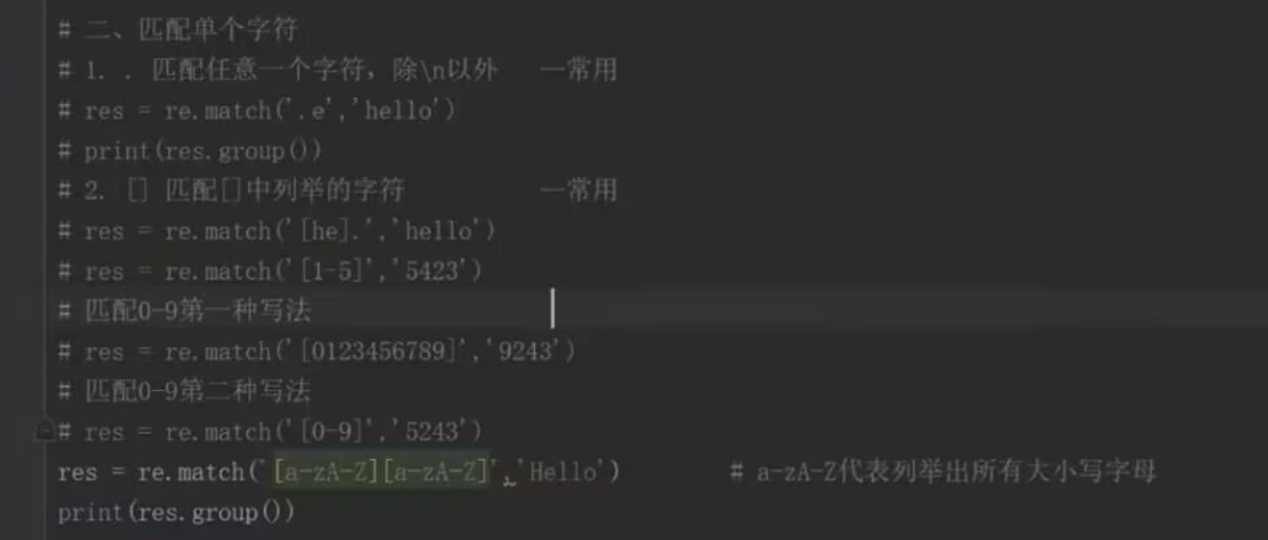 # 二、匹配单个字符
# 1. . 匹配任意一个字符，除\n以外 —常用
# res = re.match('.e','hello')
# print(res.group())
# 2. [] 匹配[]中列举的字符 —常用
# res = re.match('[he].','hello')
# res = re.match('[1-5]','5423')
# 匹配0-9第一种写法
# res = re.match('[0123456789]','9243')
# 匹配0-9第二种写法
# res = re.match('[0-9]','5243')
res = re.match('[a-zA-Z][a-zA-Z]','Hello') # a-zA-Z代表列举出所有大小写字母
print(res.group())